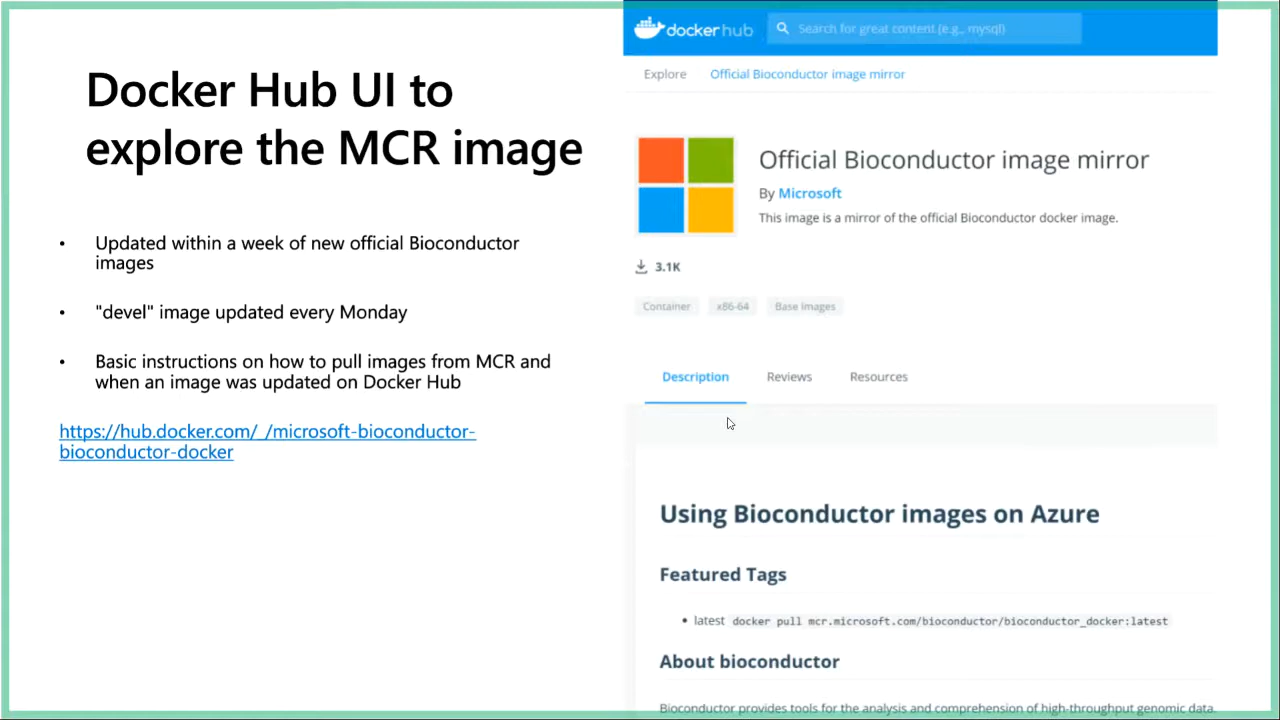 Docker Hub UI to
explore the MCR image
• Updated within a week of new official Bioconductor
images
• "devel" image updated every Monday
• Basic instructions on how to pull images from MCR and
when an image was updated on Docker Hub
https://hub.docker.com/_/microsoft-bioconductor-
bioconductor-docker
docker hub
Search for great content (e.g., mysql)
Explore Official Bioconductor image mirror
Official Bioconductor image mirror
By Microsoft
This image is a mirror of the official Bioconductor docker image.
3.1K
Container x86-64 Base Images
Description Reviews Resources
Using Bioconductor images on Azure
Featured Tags
• latest docker pull mcr.microsoft.com/bioconductor/bioconductor_docker:latest
About bioconductor
Bioconductor provides tools for the analysis and comprehension of high-throughput genomic data.